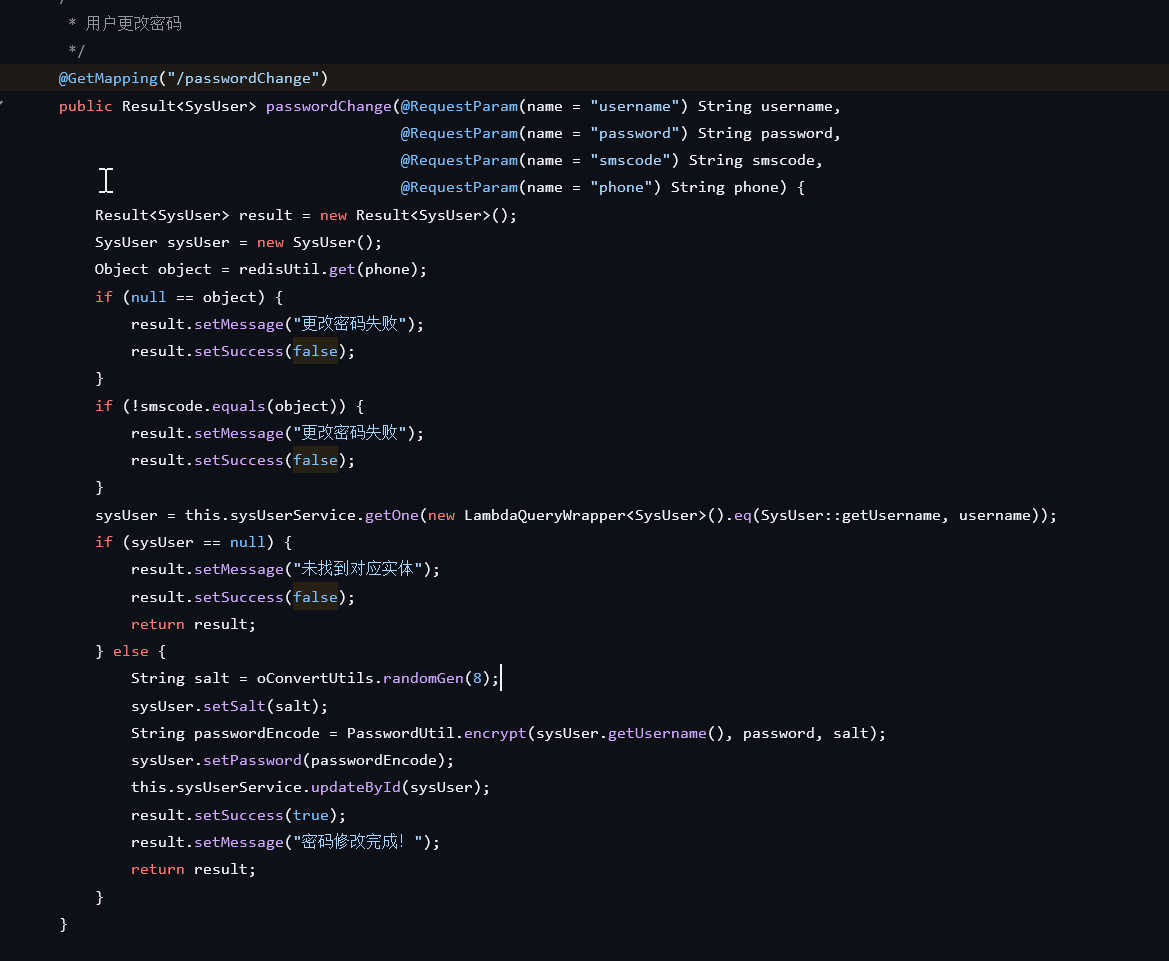 * 用户更改密码
*/
@GetMapping("/passwordChange")
public Result<SysUser> passwordChange(@RequestParam(name = "username") String username,
@RequestParam(name = "password") String password,
@RequestParam(name = "smscode") String smscode,
@RequestParam(name = "phone") String phone) {
Result<SysUser> result = new Result<SysUser>();
SysUser sysUser = new SysUser();
Object object = redisUtil.get(phone);
if (null == object) {
result.setMessage("更改密码失败");
result.setSuccess(false);
}
if (!smscode.equals(object)) {
result.setMessage("更改密码失败");
result.setSuccess(false);
}
sysUser = this.sysUserService.getOne(new LambdaQueryWrapper<SysUser>().eq(SysUser::getUsername, username));
if (sysUser == null) {
result.setMessage("未找到对应实体");
result.setSuccess(false);
return result;
} else {
String salt = oConvertUtils.randomGen(8);
sysUser.setSalt(salt);
String passwordEncode = PasswordUtil.encrypt(sysUser.getUsername(), password, salt);
sysUser.setPassword(passwordEncode);
this.sysUserService.updateById(sysUser);
result.setSuccess(true);
result.setMessage("密码修改完成！");
return result;
}
}